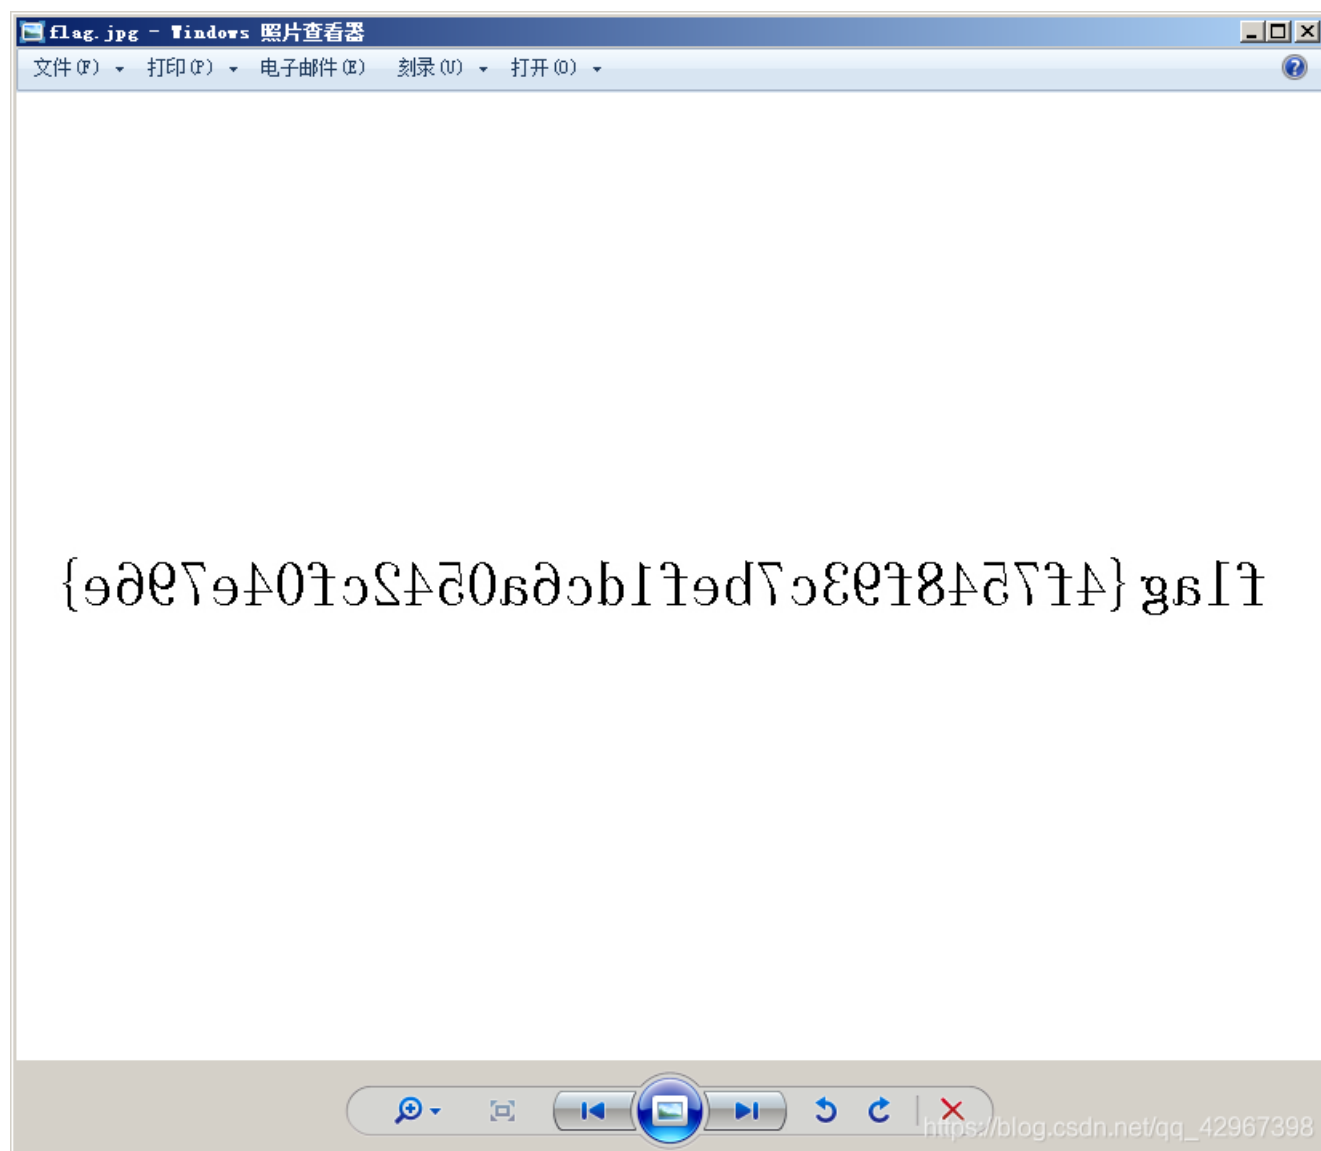 flag.jpg - Windows 照片查看器
文件(F) 打印(P) 电子邮件(E) 刻录(U) 打开(O)
flag{4f7548f93c7bef1dc6a0542cf04e796e}
https://blog.csdn.net/qq_42967398